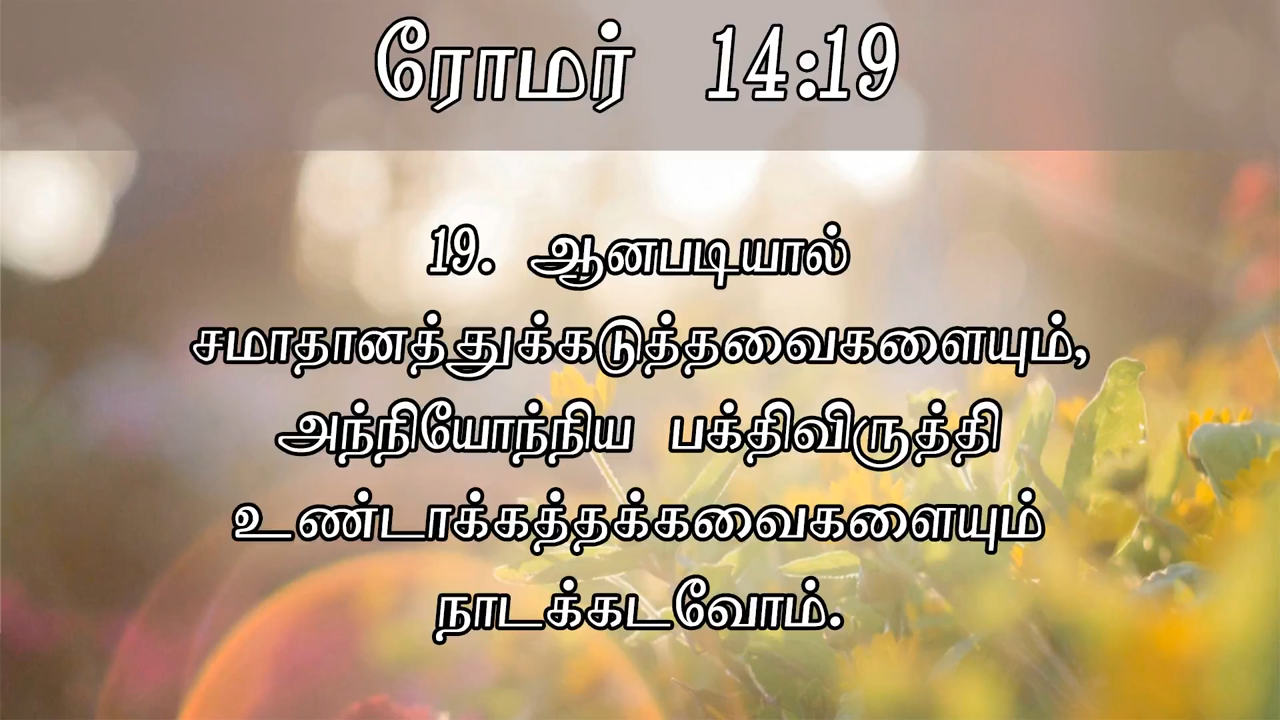 ரோமர் 14:19
19. ஆனபடியால்
சமாதானத்துக்கடுத்தவைகளையும்,
அந்நியோந்நிய பக்திவிருத்தி
உண்டாக்கத்தக்கவைகளையும்
நாடக்கடவோம்.